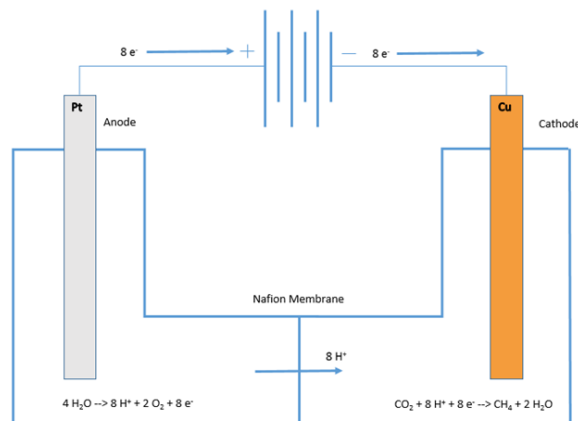 8 e⁻
+
—
8 e⁻
Pt
Anode
Cu
Cathode
Nafion Membrane
8 H⁺
4 H₂O --> 8 H⁺ + 2 O₂ + 8 e⁻
CO₂ + 8 H⁺ + 8 e⁻ --> CH₄ + 2 H₂O